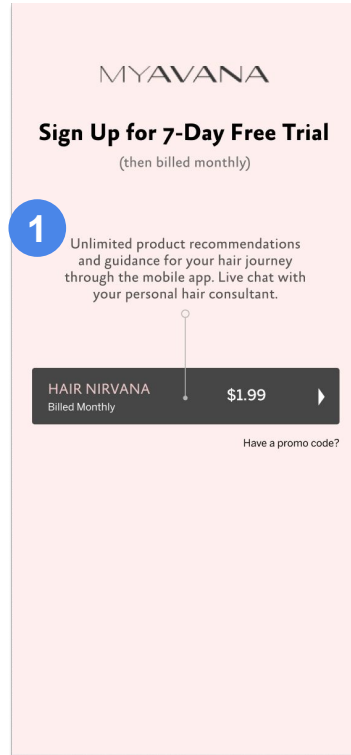 MYAVANA
Sign Up for 7-Day Free Trial
(then billed monthly)
1
Unlimited product recommendations
and guidance for your hair journey
through the mobile app. Live chat with
your personal hair consultant.
HAIR NIRVANA
Billed Monthly
$1.99
Have a promo code?